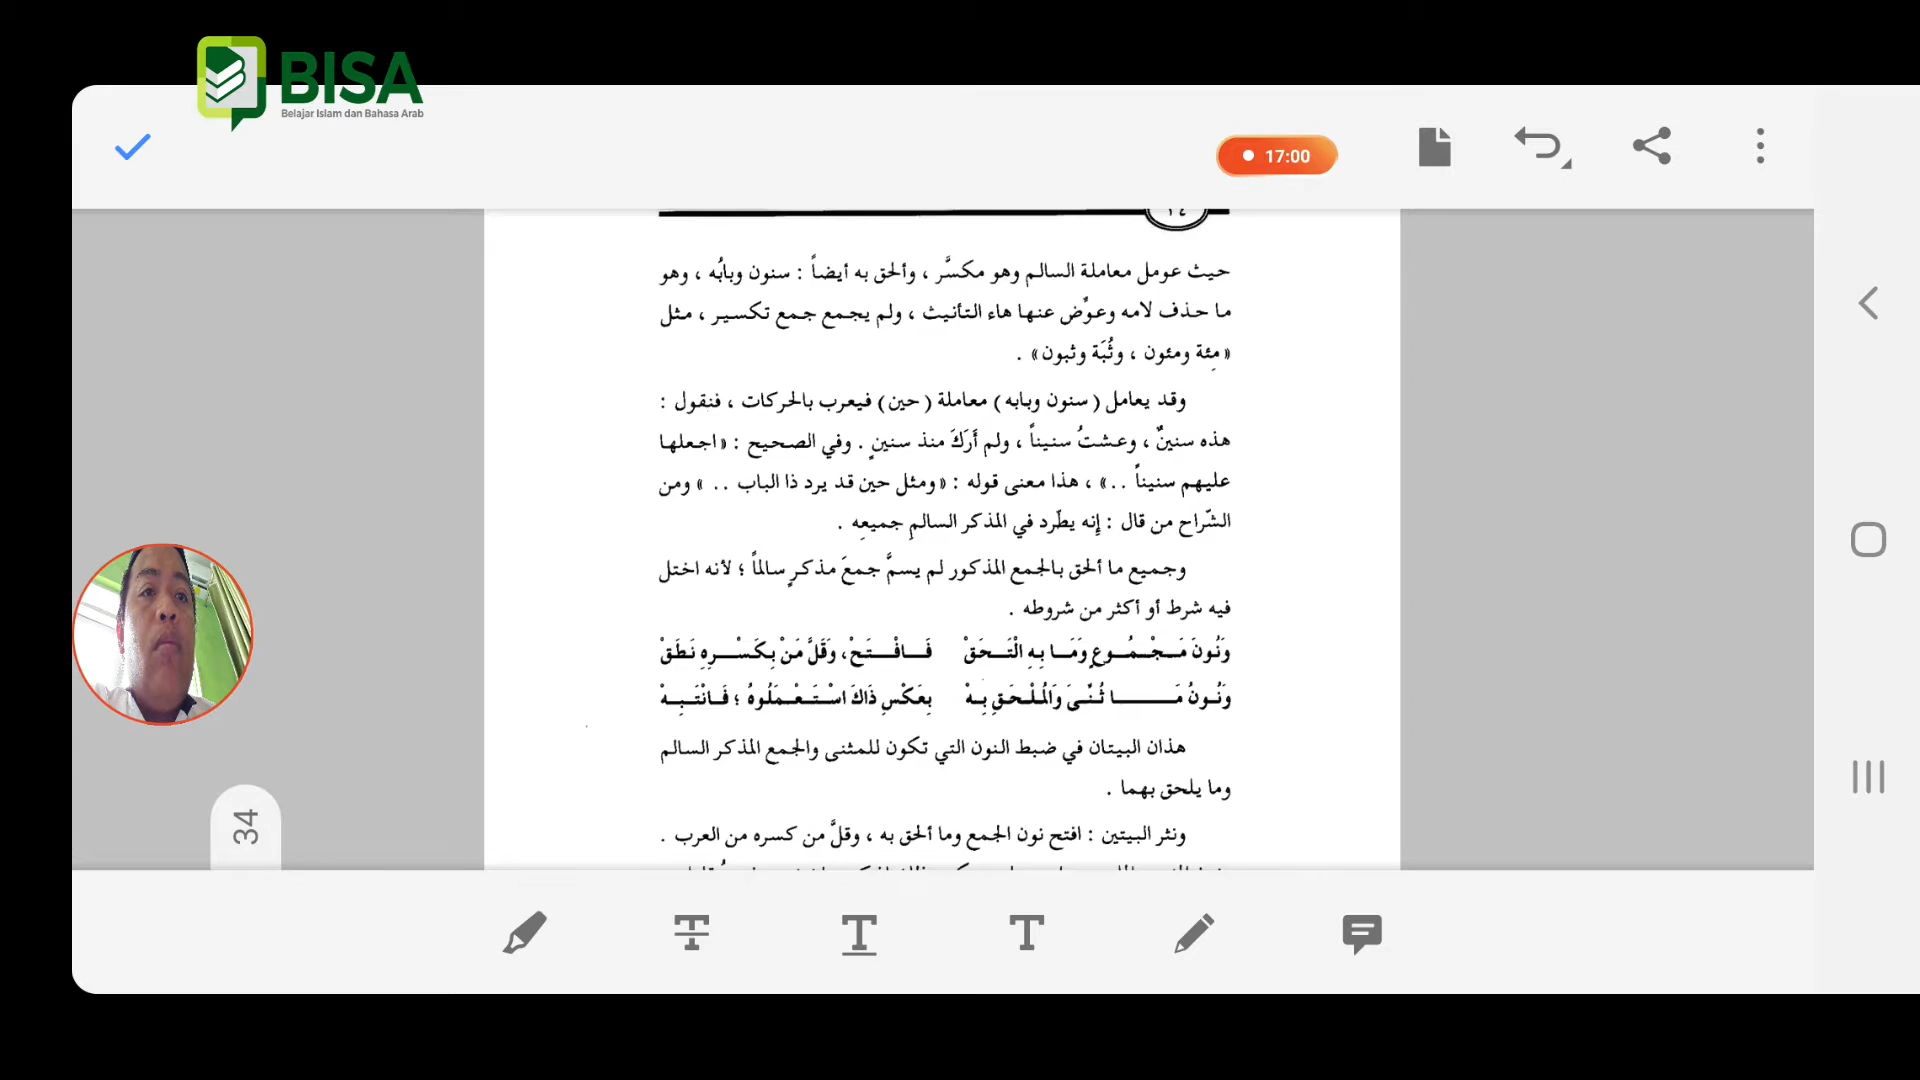 BISA
Belajar Islam dan Bahasa Arab
17:00
١٤
حيث عومل معاملة السالم وهو مكسَّر ، وألحق به أيضاً : سنون وبابُه ، وهو
ما حذف لامه وعوِّض عنها هاء التأنيث ، ولم يجمع جمع تكسير ، مثل
« مِئة ومئون ، وثُبَة وثبون » .
وقد يعامل ( سنون وبابه ) معاملة ( حين ) فيعرب بالحركات ، فنقول :
هذه سنينٌ ، وعشتُ سنيناً ، ولم أَرَكَ منذ سنينٍ . وفي الصحيح : « اجعلها
عليهم سنيناً .. » ، هذا معنى قوله : « ومثل حين قد يرد ذا الباب .. » ومن
الشّراح من قال : إنه يطّرد في المذكر السالمِ جميعِه .
وجميع ما ألحق بالجمع المذكور لم يسمَّ جمعَ مذكرٍ سالماً ؛ لأنه اختل
فيه شرط أو أكثر من شروطه .
وَنُونَ مَجْمُوعٍ وَمَا بِهِ الْتَحَقْ فَافْتَحْ ، وَقَلَّ مَنْ بِكَسْرِهِ نَطَقْ
وَنُونُ مَا ثُنِّىَ وَالْمُلْحَقِ بِهْ بِعَكْسِ ذَاكَ اسْتَعْمَلُوهُ ؛ فَانْتَبِهْ
هذان البيتان في ضبط النون التي تكون للمثنى والجمع المذكر السالم
وما يلحق بهما .
ونثر البيتين : افتح نون الجمع وما ألحق به ، وقلَّ من كسره من العرب .
34